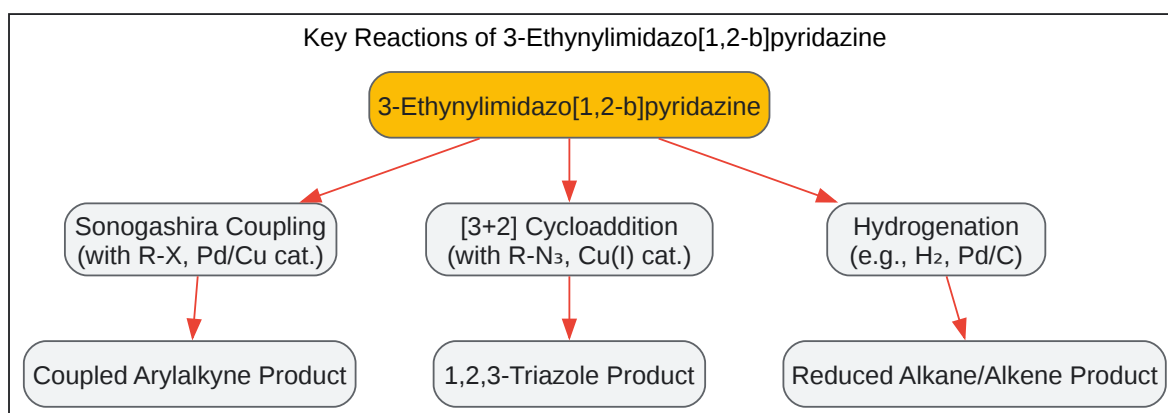 Key Reactions of 3-Ethynylimidazo[1,2-b]pyridazine
3-Ethynylimidazo[1,2-b]pyridazine
Sonogashira Coupling
(with R-X, Pd/Cu cat.)
[3+2] Cycloaddition
(with R-N₃, Cu(I) cat.)
Hydrogenation
(e.g., H₂, Pd/C)
Coupled Arylalkyne Product
1,2,3-Triazole Product
Reduced Alkane/Alkene Product